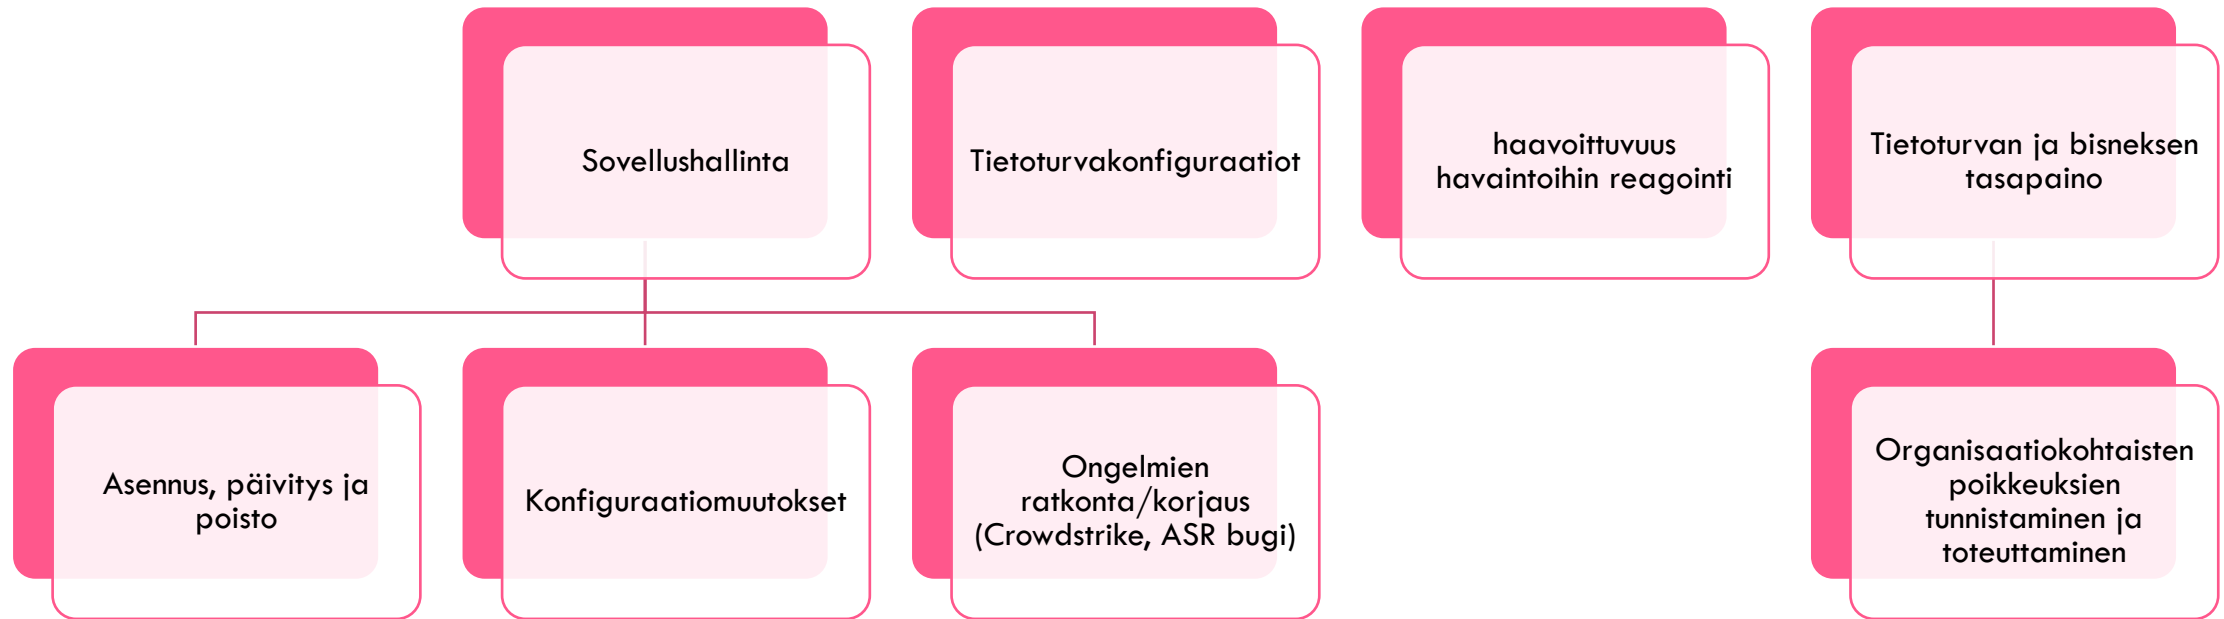 Sovellushallinta
Tietoturvakonfiguraatiot
haavoittuvuus
havaintoihin reagointi
Tietoturvan ja bisneksen
tasapaino
Asennus, päivitys ja
poisto
Konfiguraatiomuutokset
Ongelmien
ratkonta/korjaus
(Crowdstrike, ASR bugi)
Organisaatiokohtaisten
poikkeuksien
tunnistaminen ja
toteuttaminen